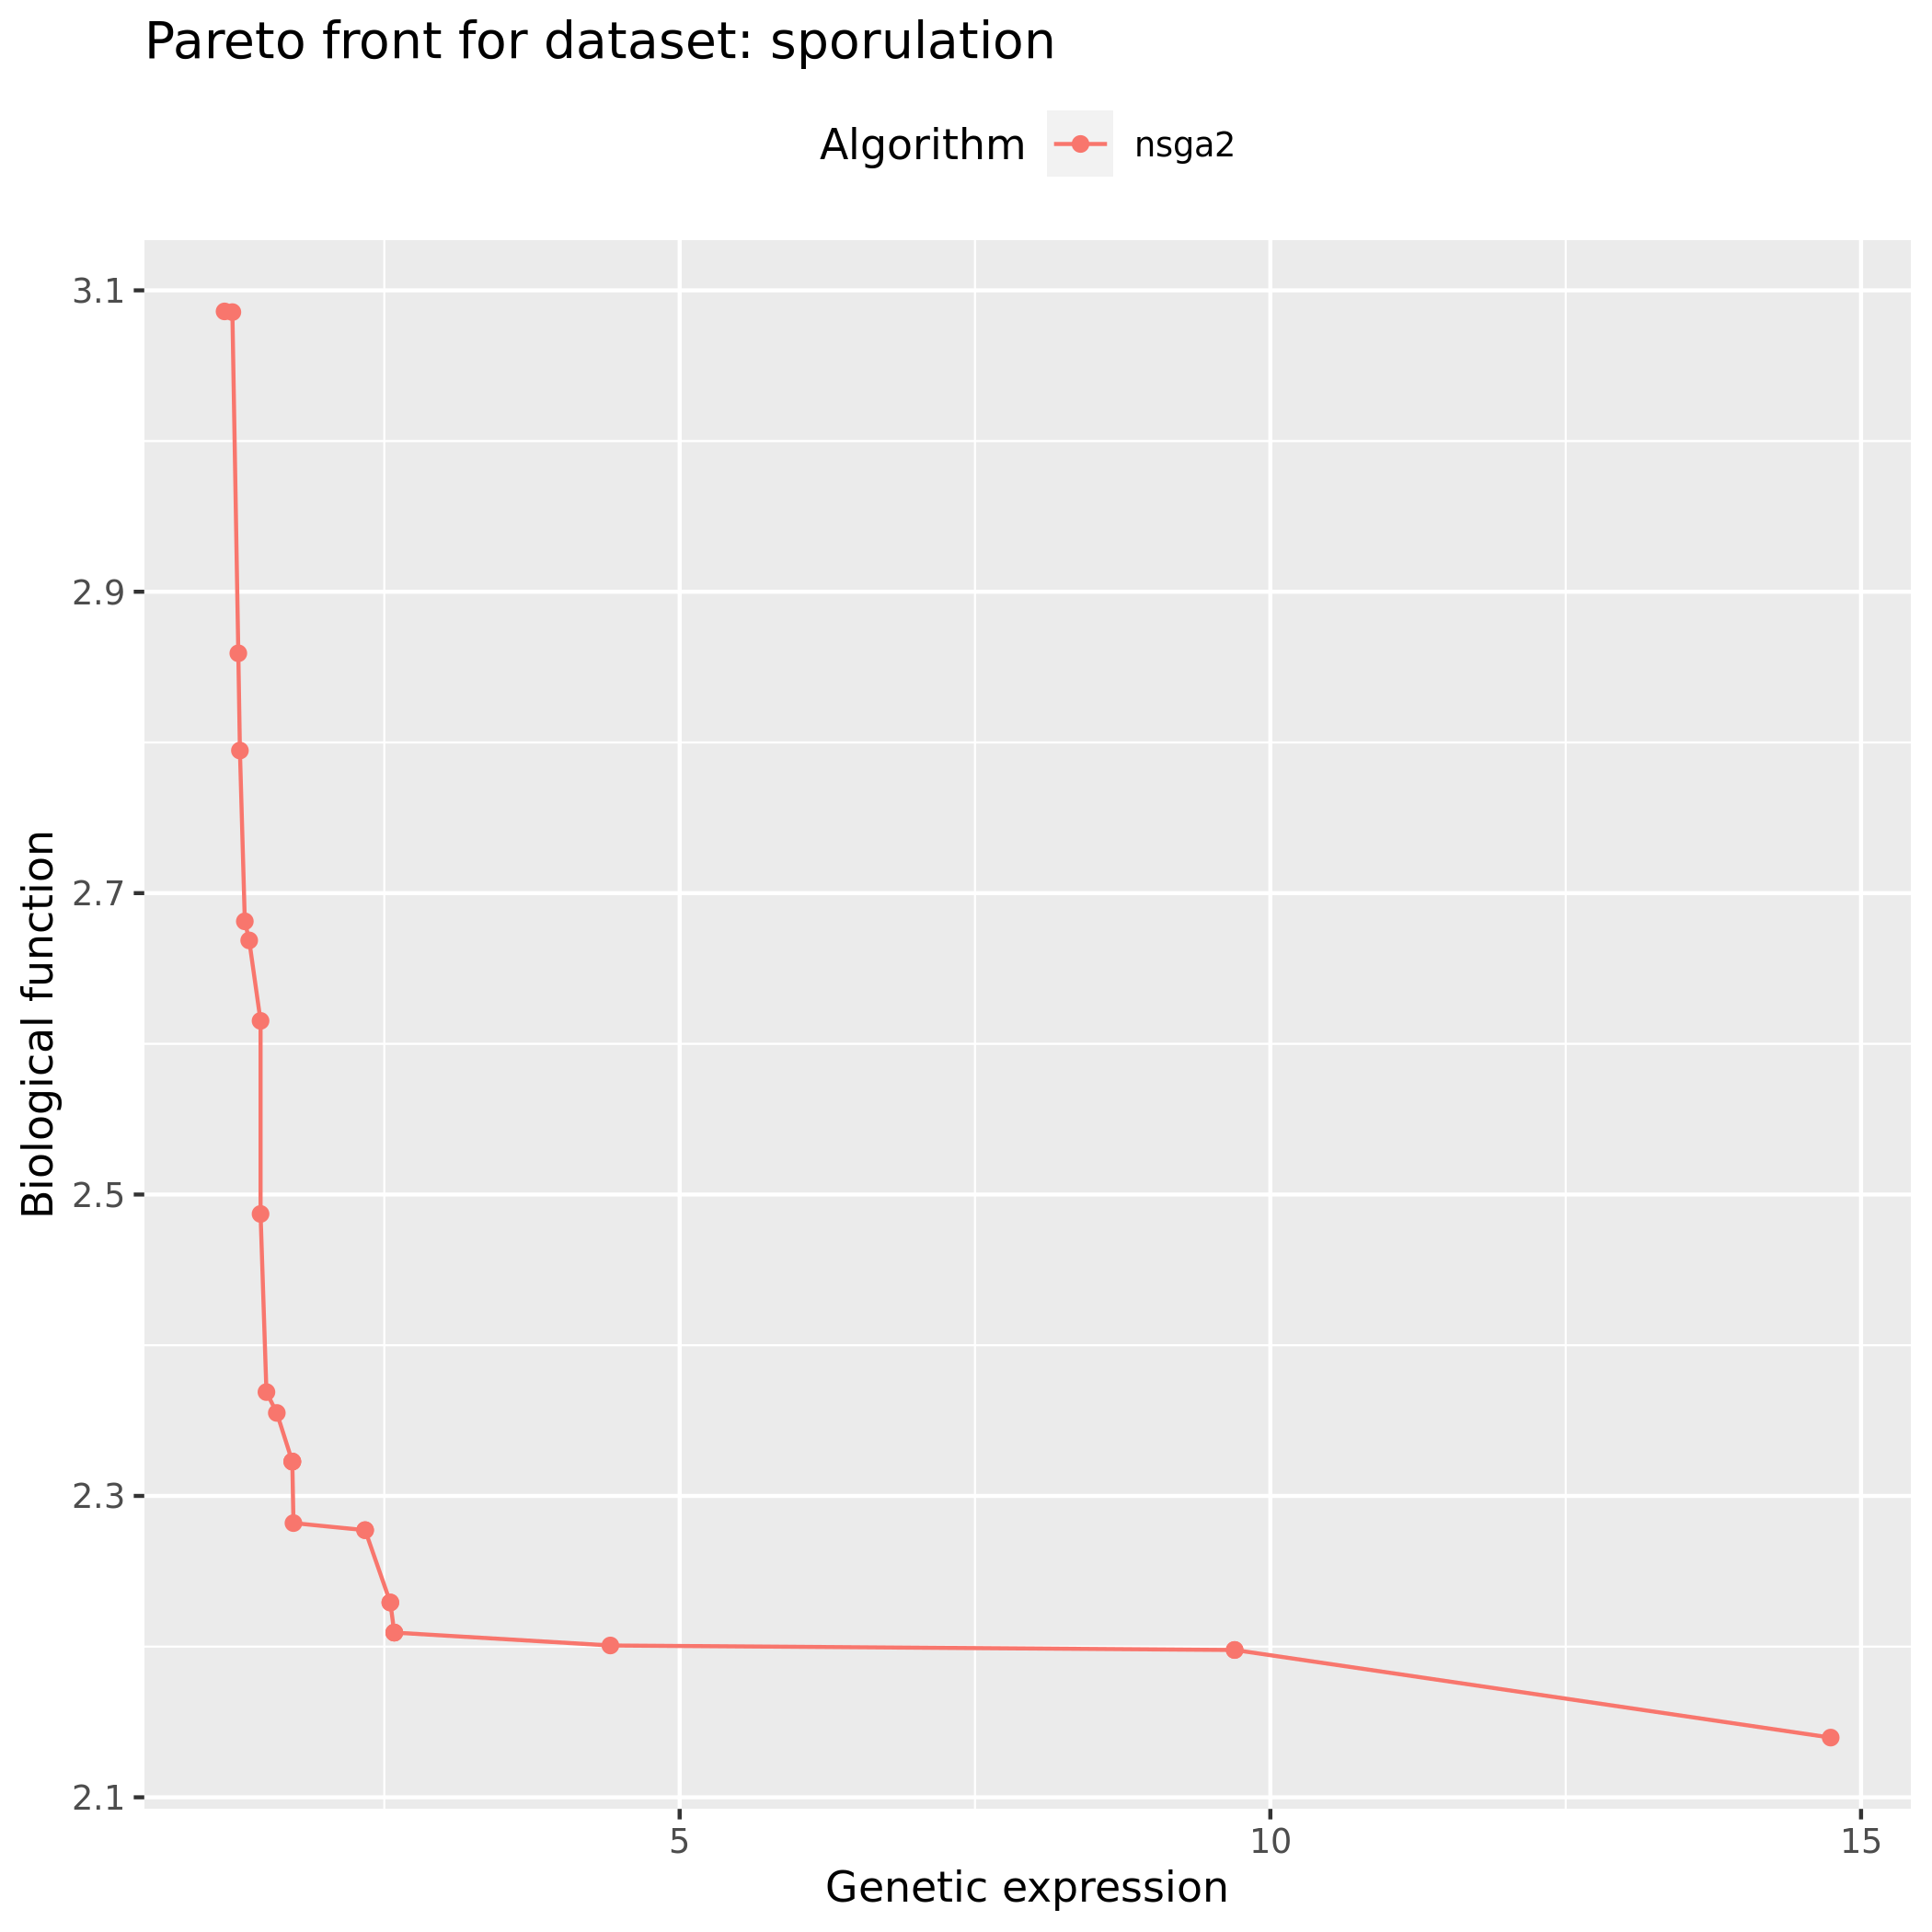 Pareto front for dataset: sporulation
Algorithm nsga2
3.1
2.9
2.7
2.5
2.3
2.1
Biological function
5 10 15
Genetic expression